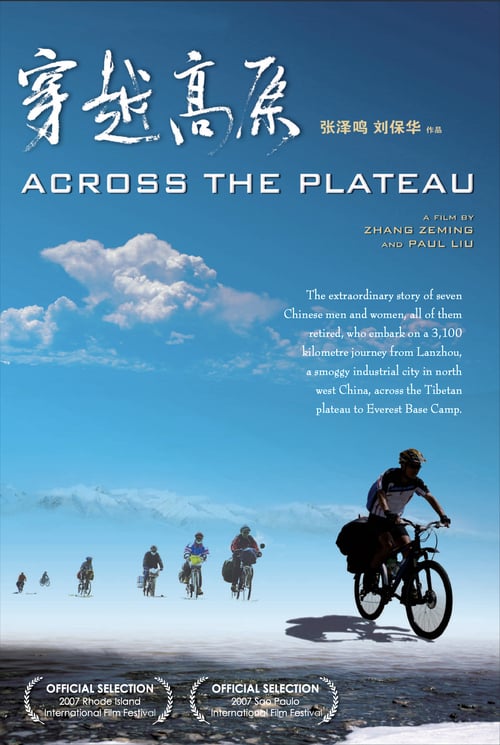 穿越高原
张泽鸣 刘保华 作品
ACROSS THE PLATEAU
A FILM BY
ZHANG ZEMING
AND PAUL LIU
The extraordinary story of seven
Chinese men and women, all of them
retired, who embark on a 3,100
kilometre journey from Lanzhou,
a smoggy industrial city in north
west China, across the Tibetan
plateau to Everest Base Camp.
OFFICIAL SELECTION
2007 Rhode Island
International Film Festival
OFFICIAL SELECTION
2007 Sao Paulo
International Film Festival